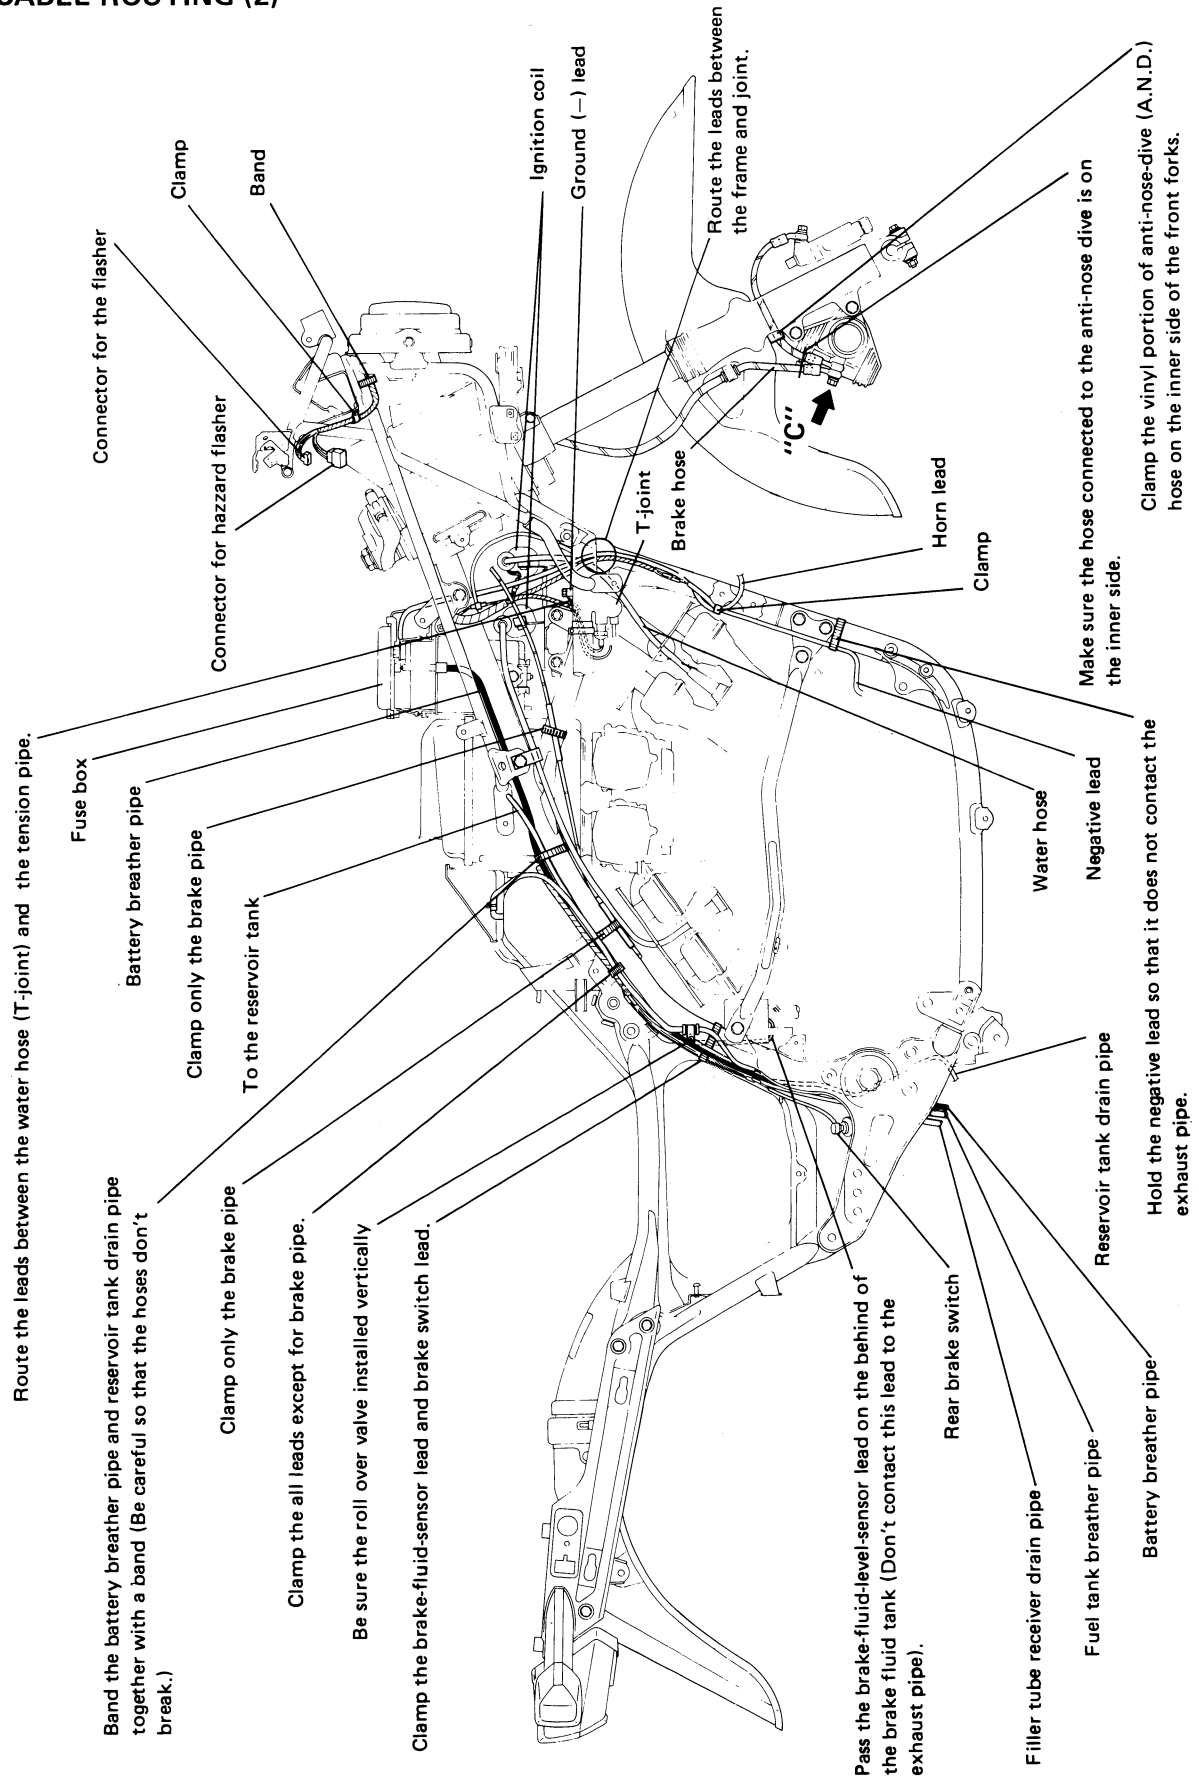 CABLE ROUTING (2)
Route the leads between the water hose (T-joint) and the tension pipe.
Fuse box
Battery breather pipe
Clamp only the brake pipe
To the reservoir tank
Band the battery breather pipe and reservoir tank drain pipe
together with a band (Be careful so that the hoses don't
break.)
Clamp only the brake pipe
Clamp the all leads except for brake pipe.
Be sure the roll over valve installed vertically
Clamp the brake-fluid-sensor lead and brake switch lead.
Connector for the flasher
Clamp
Band
Connector for hazzard flasher
Ignition coil
Ground (−) lead
Route the leads between
the frame and joint.
"C"
T-joint
Brake hose
Horn lead
Clamp
Clamp the vinyl portion of anti-nose-dive (A.N.D.)
hose on the inner side of the front forks.
Make sure the hose connected to the anti-nose dive is on
the inner side.
Water hose
Negative lead
Hold the negative lead so that it does not contact the
exhaust pipe.
Reservoir tank drain pipe
Pass the brake-fluid-level-sensor lead on the behind of
the brake fluid tank (Don't contact this lead to the
exhaust pipe).
Rear brake switch
Filler tube receiver drain pipe
Fuel tank breather pipe
Battery breather pipe